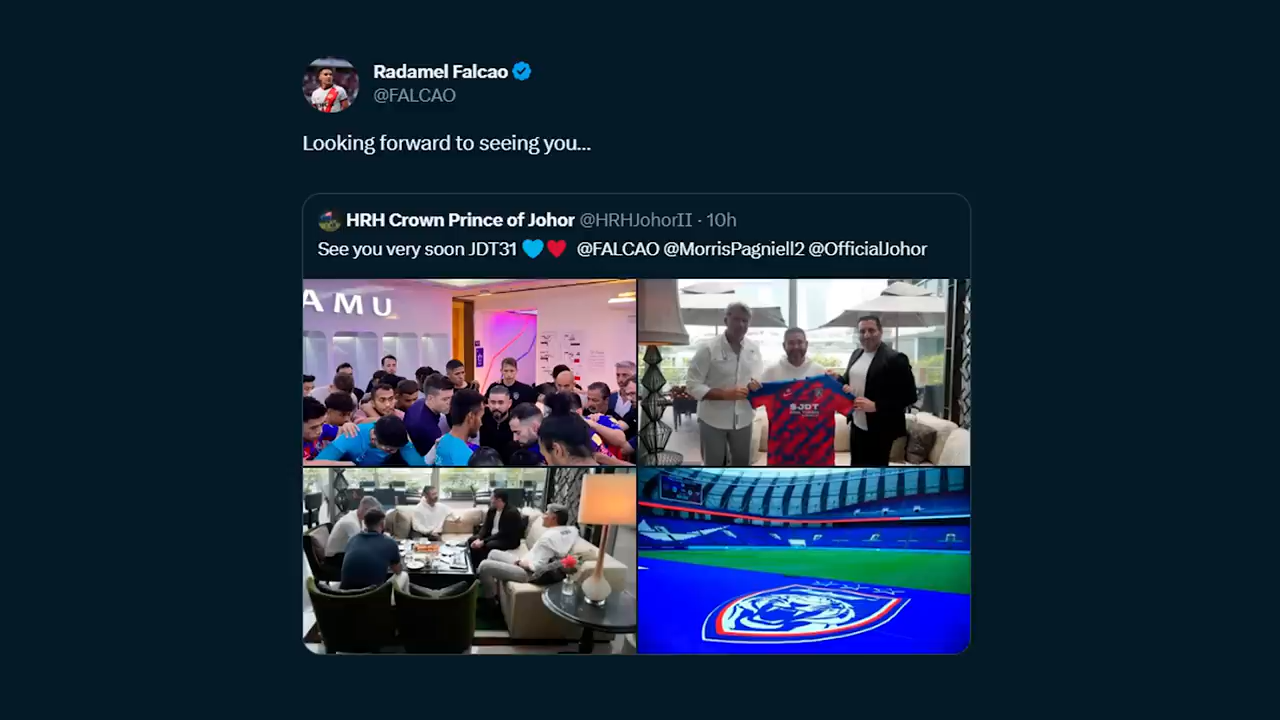 Radamel Falcao
@FALCAO
Looking forward to seeing you...
HRH Crown Prince of Johor @HRHJohorII · 10h
See you very soon JDT31 🩵❤️ @FALCAO @MorrisPagniell2 @OfficialJohor
AMU
JDT